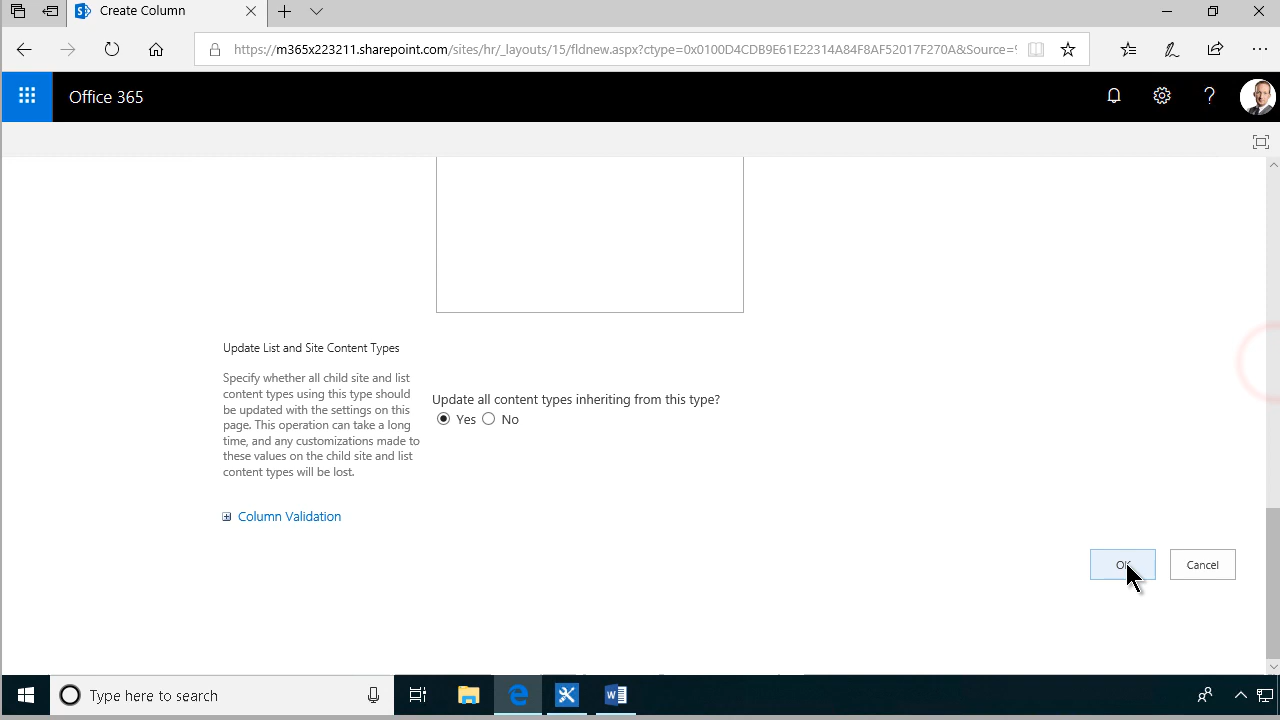 Create Column
https://m365x223211.sharepoint.com/sites/hr/_layouts/15/fldnew.aspx?ctype=0x0100D4CDB9E61E22314A84F8AF52017F270A&Source=
Office 365
Update List and Site Content Types
Specify whether all child site and list
content types using this type should
be updated with the settings on this
page. This operation can take a long
time, and any customizations made to
these values on the child site and list
content types will be lost.
Update all content types inheriting from this type?
Yes No
Column Validation
OK Cancel
Type here to search